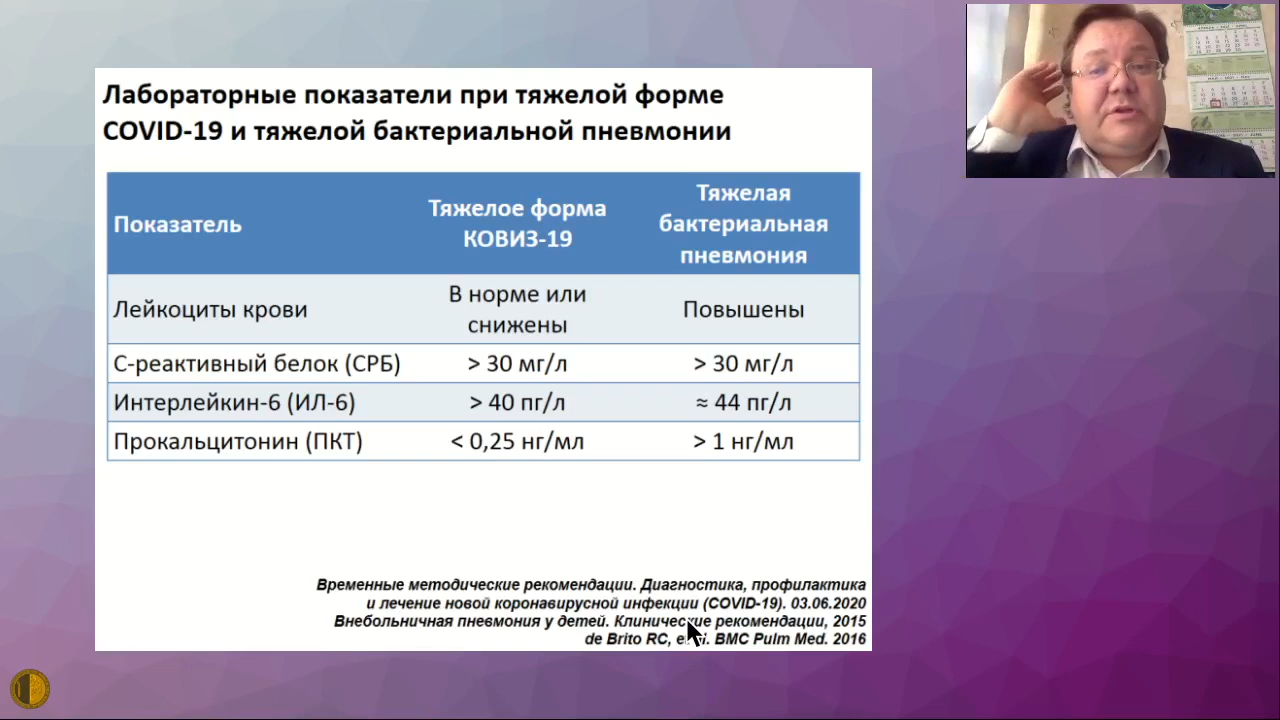 Лабораторные показатели при тяжелой форме
COVID-19 и тяжелой бактериальной пневмонии
Показатель
Тяжелое форма
КОВИЗ-19
Тяжелая
бактериальная
пневмония
Лейкоциты крови
В норме или
снижены
Повышены
С-реактивный белок (СРБ)
> 30 мг/л
> 30 мг/л
Интерлейкин-6 (ИЛ-6)
> 40 пг/л
≈ 44 пг/л
Прокальцитонин (ПКТ)
< 0,25 нг/мл
> 1 нг/мл
Временные методические рекомендации. Диагностика, профилактика
и лечение новой коронавирусной инфекции (COVID-19). 03.06.2020
Внебольничная пневмония у детей. Клинические рекомендации, 2015
de Brito RC, BMC Pulm Med. 2016